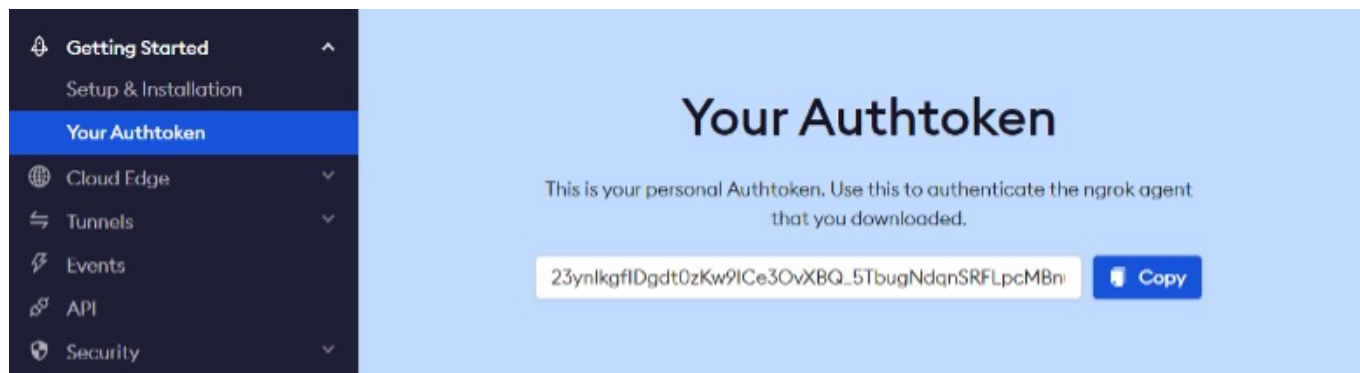 Getting Started
Setup & Installation
Your Authtoken
Cloud Edge
Tunnels
Events
API
Security
Your Authtoken
This is your personal Authtoken. Use this to authenticate the ngrok agent
that you downloaded.
Copy